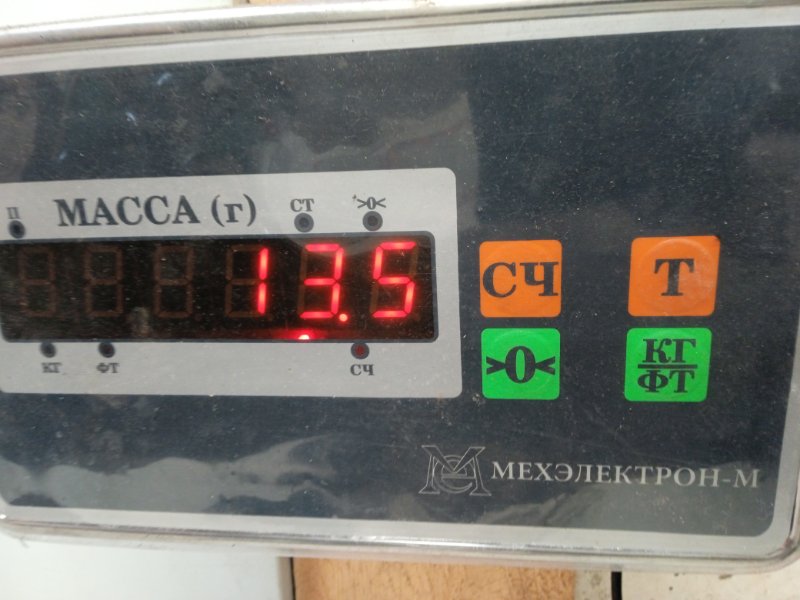 П МАССА (г) СТ >0<
13.5
КГ ФТ СЧ
СЧ Т
>0< КГ
ФТ
МЕХЭЛЕКТРОН-М